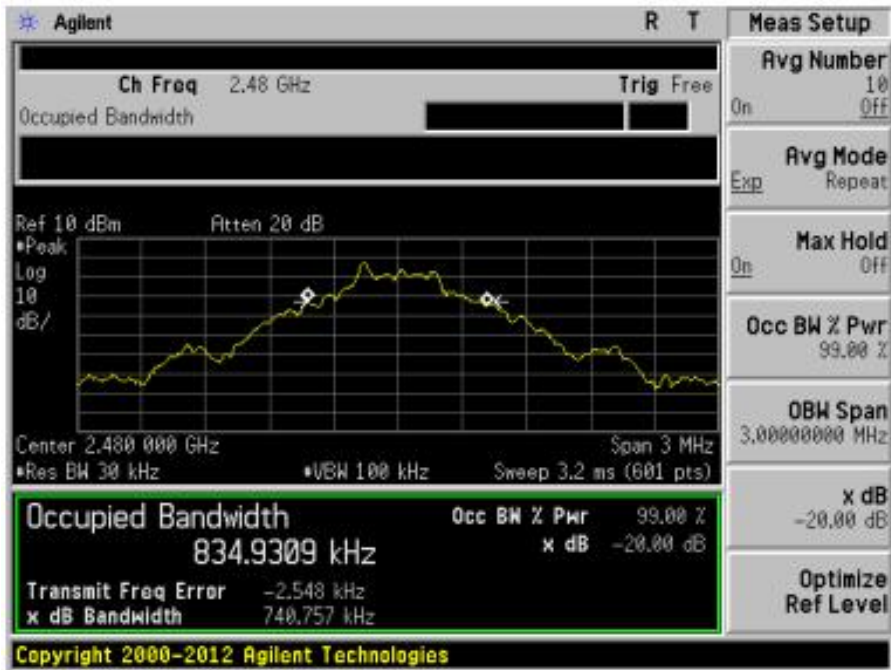 Agilent
R T
Meas Setup
Ch Freq 2.48 GHz
Trig Free
Occupied Bandwidth
Avg Number
10
On Off
Avg Mode
Exp Repeat
Max Hold
On Off
Occ BW % Pwr
99.00 %
OBW Span
3.00000000 MHz
x dB
-20.00 dB
Optimize
Ref Level
Ref 10 dBm Atten 20 dB
#Peak
Log
10
dB/
Center 2.480 000 GHz Span 3 MHz
#Res BW 30 kHz #VBW 100 kHz Sweep 3.2 ms (601 pts)
Occupied Bandwidth
834.9309 kHz
Occ BW % Pwr 99.00 %
x dB -20.00 dB
Transmit Freq Error -2.548 kHz
x dB Bandwidth 740.757 kHz
Copyright 2000-2012 Agilent Technologies